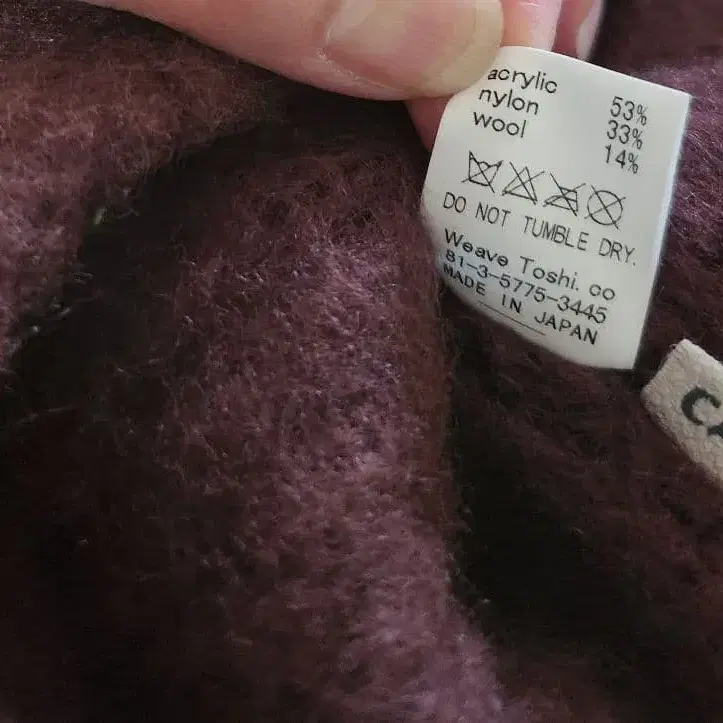 acrylic 53%
nylon 33%
wool 14%
DO NOT TUMBLE DRY.
Weave Toshi. co
81-3-5775-3445
MADE IN JAPAN